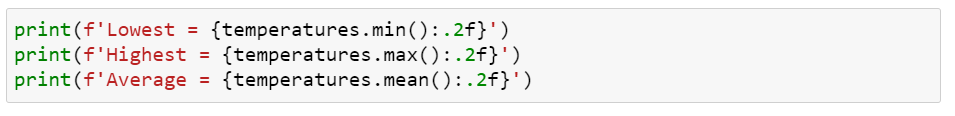 print(f'Lowest = {temperatures.min():.2f}')
print(f'Highest = {temperatures.max():.2f}')
print(f'Average = {temperatures.mean():.2f}')